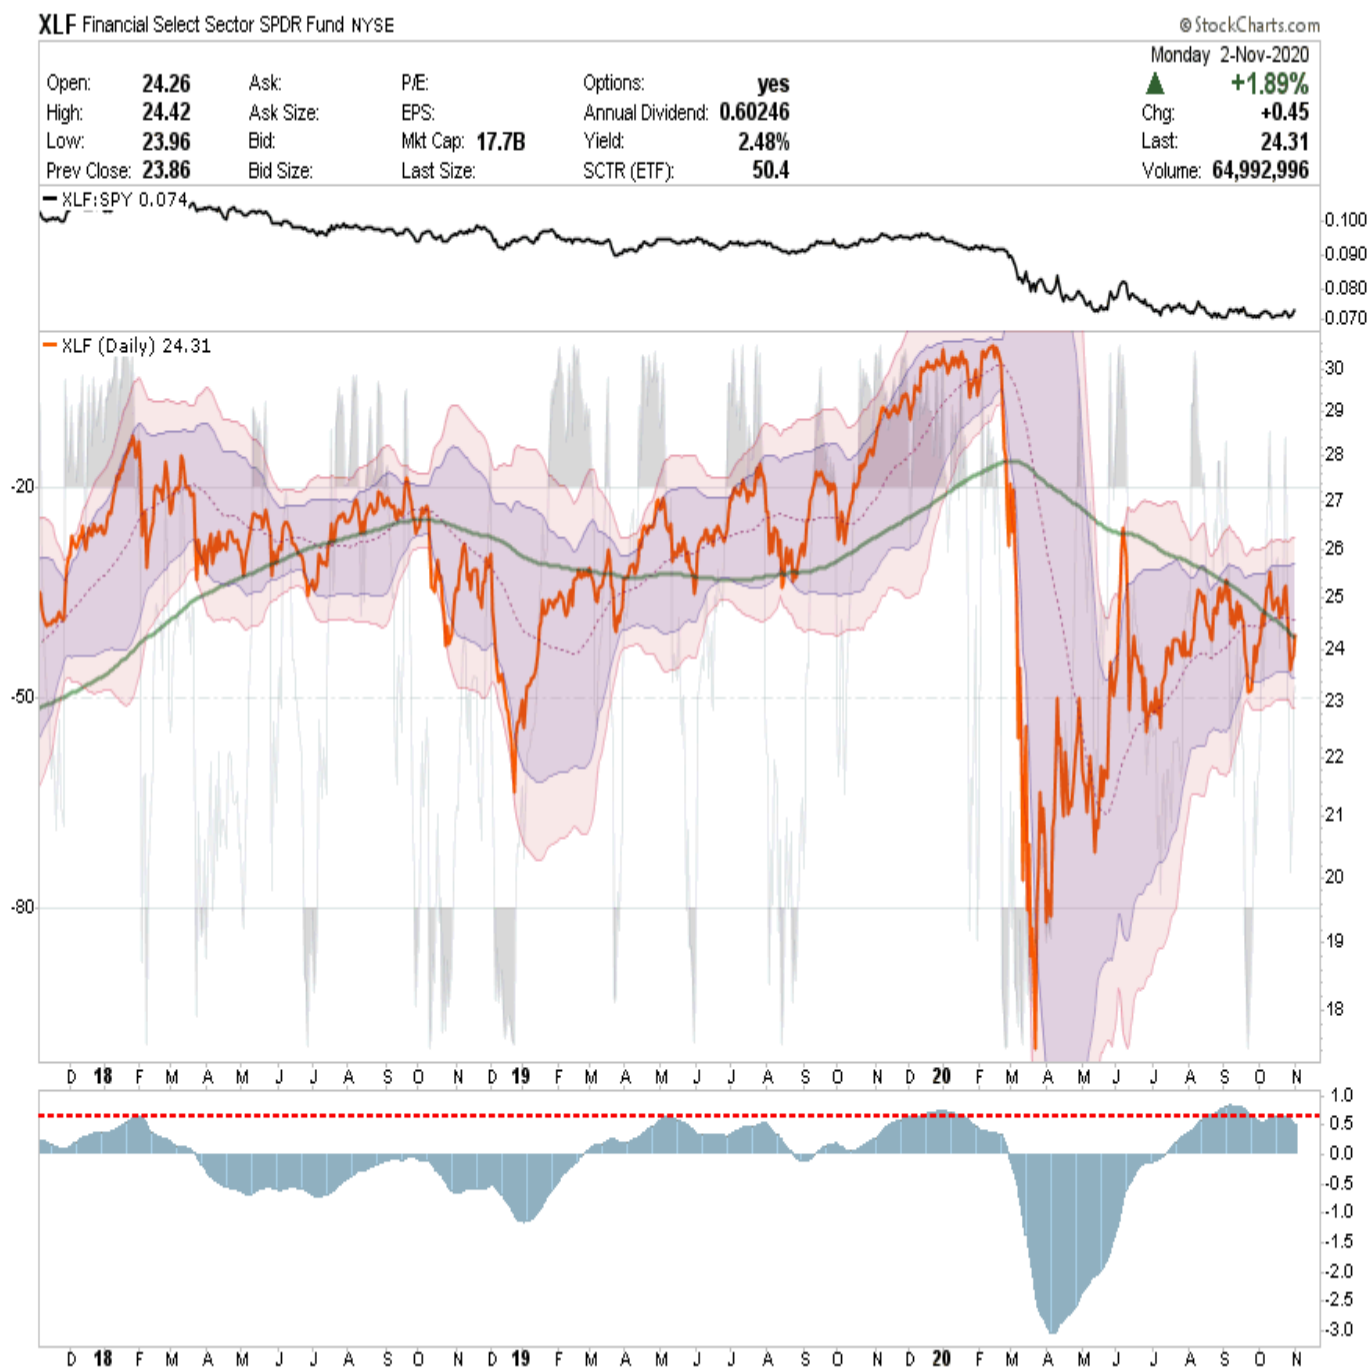 XLF Financial Select Sector SPDR Fund NYSE
© StockCharts.com
Monday 2-Nov-2020
Open: 24.26 Ask: P/E: Options: yes +1.89%
High: 24.42 Ask Size: EPS: Annual Dividend: 0.60246 Chg: +0.45
Low: 23.96 Bid: Mkt Cap: 17.7B Yield: 2.48% Last: 24.31
Prev Close: 23.86 Bid Size: Last Size: SCTR (ETF): 50.4 Volume: 64,992,996
XLF:SPY 0.074
0.100
0.090
0.080
0.070
XLF (Daily) 24.31
30
29
28
27
26
25
24
23
22
21
20
19
18
-20
-50
-80
D 18 F M A M J J A S O N D 19 F M A M J J A S O N D 20 F M A M J J A S O N
1.0
0.5
0.0
-0.5
-1.0
-1.5
-2.0
-2.5
-3.0
D 18 F M A M J J A S O N D 19 F M A M J J A S O N D 20 F M A M J J A S O N